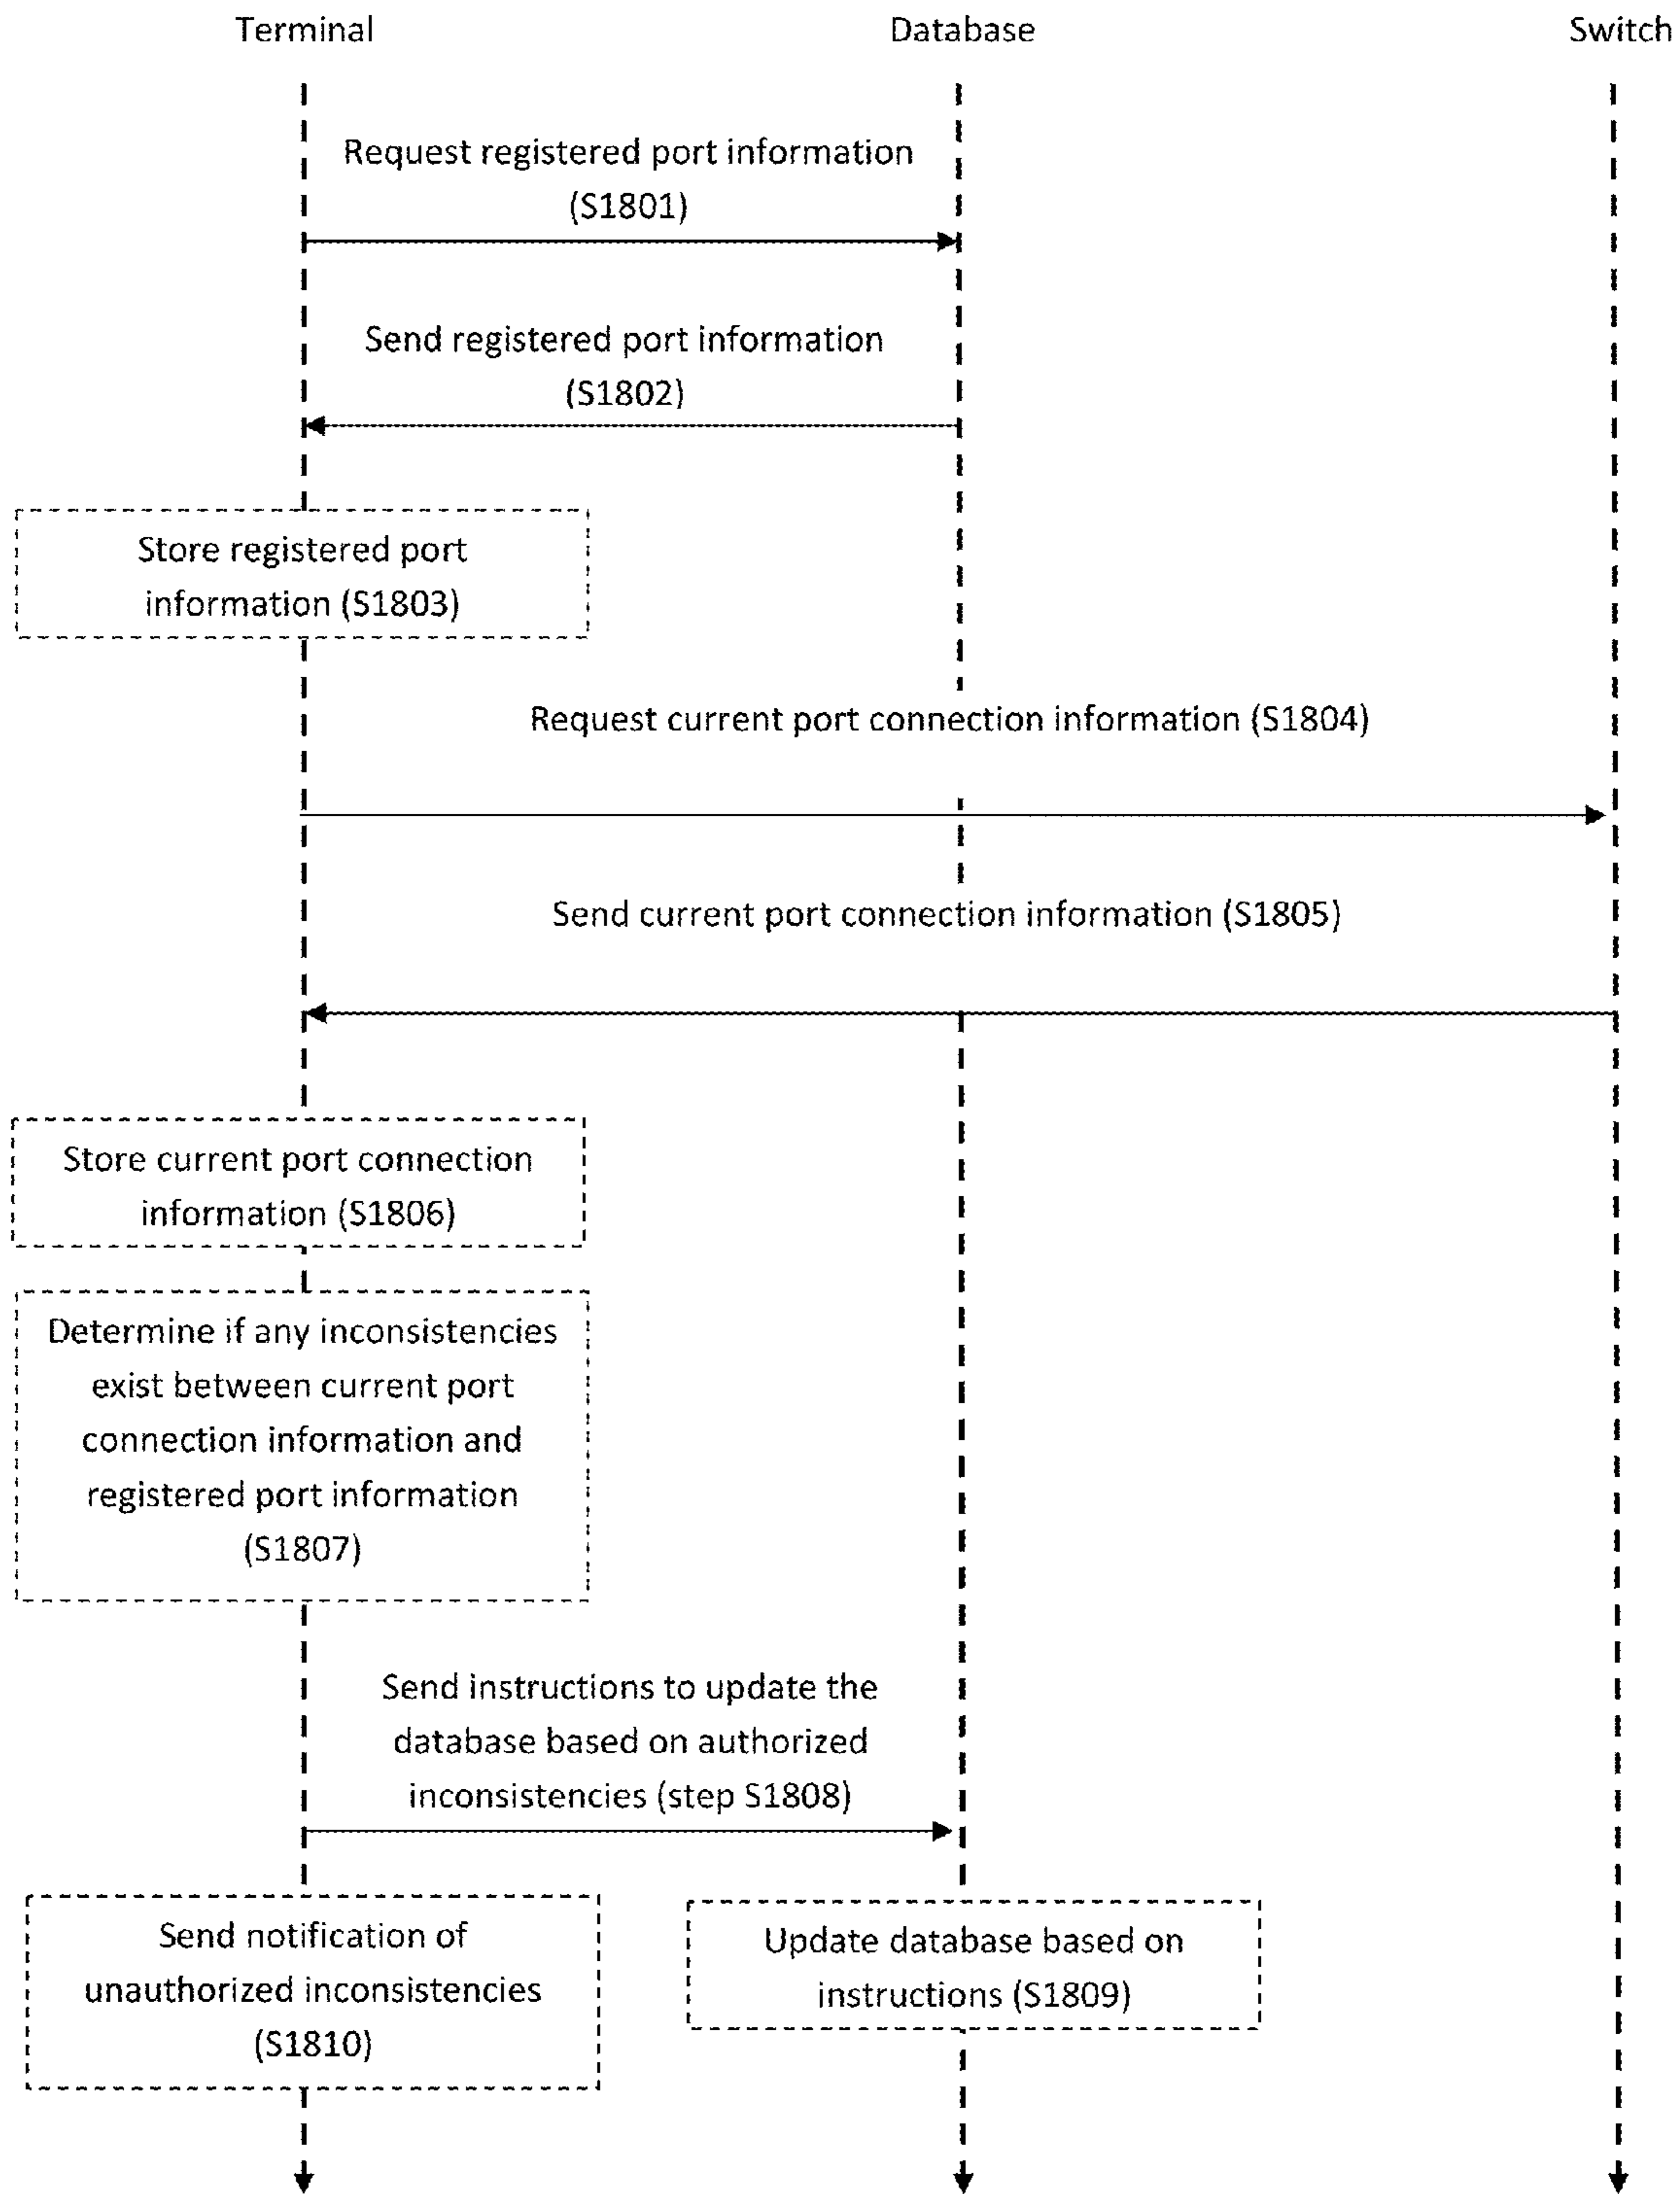 Terminal
Database
Switch
Request registered port information
(S1801)
Send registered port information
(S1802)
Store registered port
information (S1803)
Request current port connection information (S1804)
Send current port connection information (S1805)
Store current port connection
information (S1806)
Determine if any inconsistencies
exist between current port
connection information and
registered port information
(S1807)
Send instructions to update the
database based on authorized
inconsistencies (step S1808)
Send notification of
unauthorized inconsistencies
(S1810)
Update database based on
instructions (S1809)